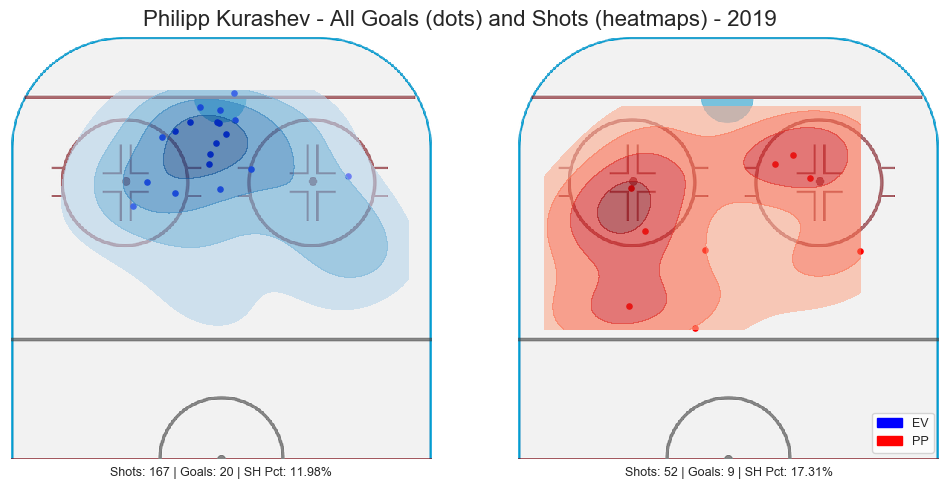 Philipp Kurashev - All Goals (dots) and Shots (heatmaps) - 2019
EV
PP
Shots: 167 | Goals: 20 | SH Pct: 11.98%
Shots: 52 | Goals: 9 | SH Pct: 17.31%